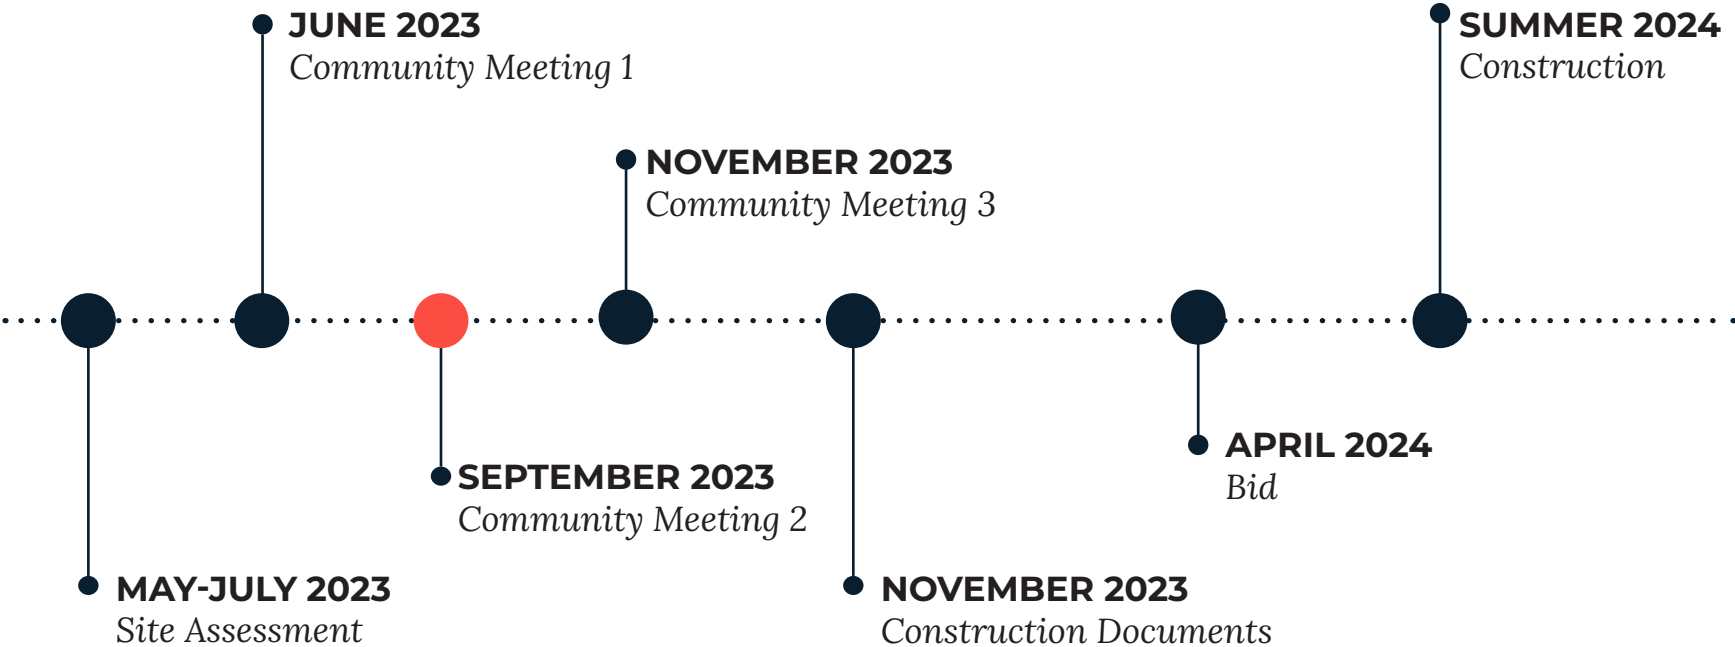 JUNE 2023
Community Meeting 1
SUMMER 2024
Construction
NOVEMBER 2023
Community Meeting 3
APRIL 2024
Bid
SEPTEMBER 2023
Community Meeting 2
MAY-JULY 2023
Site Assessment
NOVEMBER 2023
Construction Documents